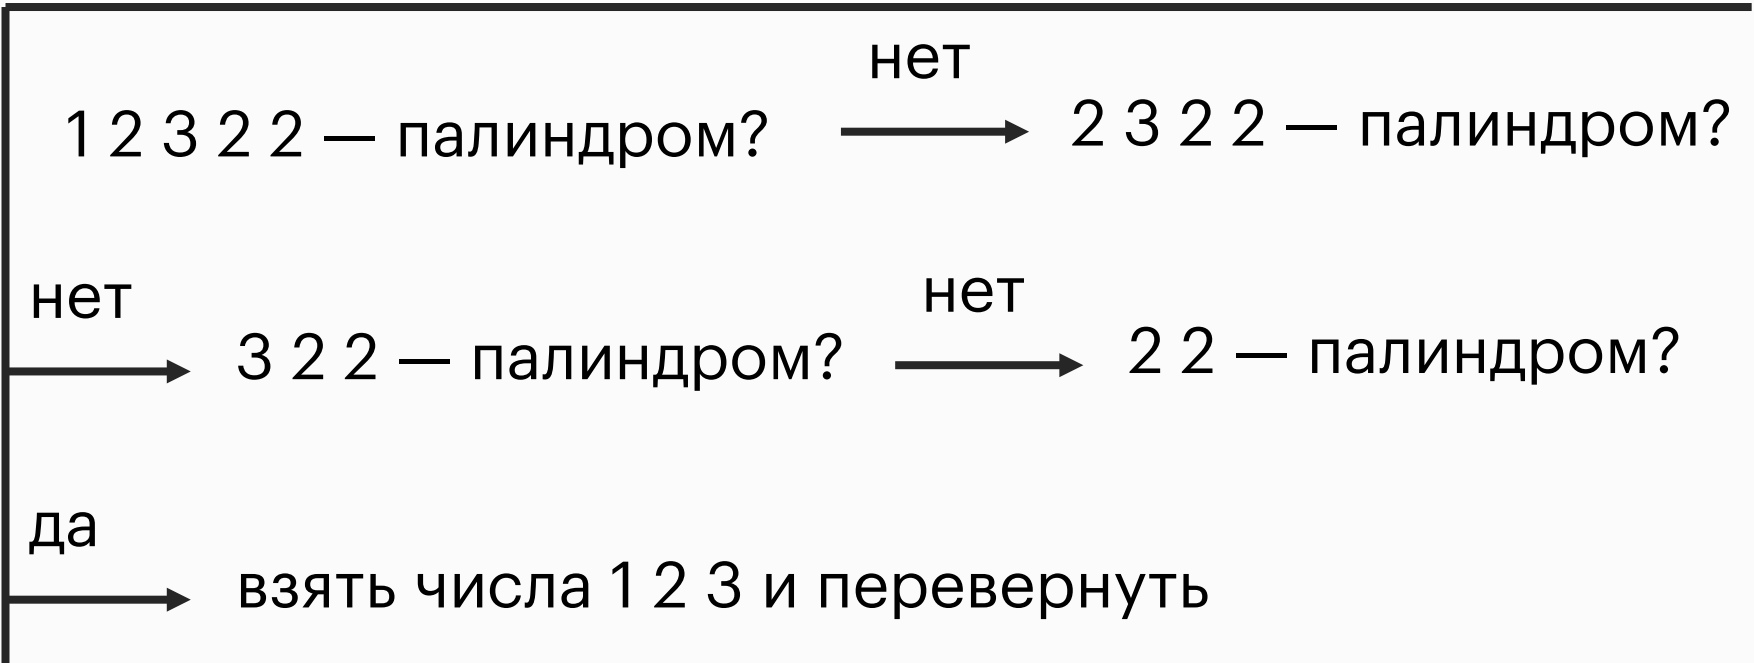 нет
1 2 3 2 2 — палиндром?
2 3 2 2 — палиндром?
нет
3 2 2 — палиндром?
нет
2 2 — палиндром?
да
взять числа 1 2 3 и перевернуть